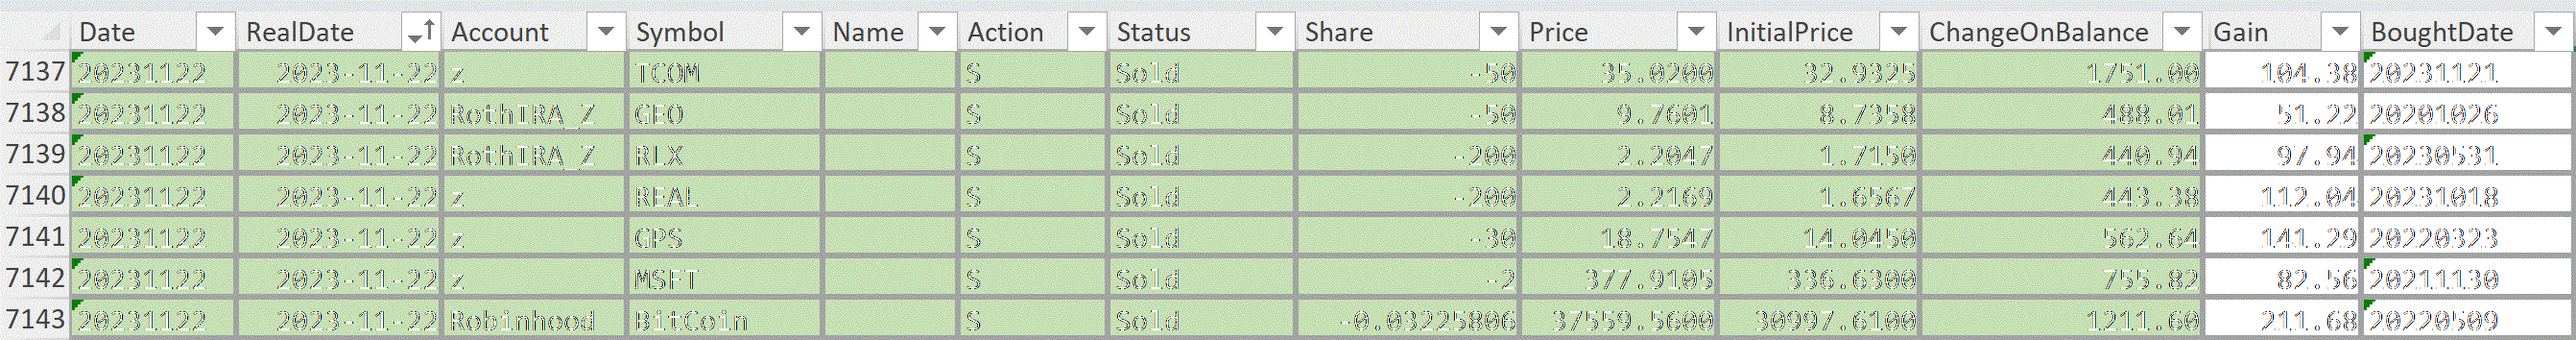 Date RealDate Account Symbol Name Action Status Share Price InitialPrice ChangeOnBalance Gain BoughtDate
7137 20231122 2023-11-22 z TCOM S Sold -50 35.0200 32.9325 1751.00 104.38 20231121
7138 20231122 2023-11-22 RothIRA_Z GEO S Sold -50 9.7601 8.7358 488.01 51.22 20201026
7139 20231122 2023-11-22 RothIRA_Z RLX S Sold -200 2.2047 1.7150 440.94 97.94 20230531
7140 20231122 2023-11-22 z REAL S Sold -200 2.2169 1.6567 443.38 112.04 20231018
7141 20231122 2023-11-22 z GPS S Sold -30 18.7547 14.0450 562.64 141.29 20220323
7142 20231122 2023-11-22 z MSFT S Sold -2 377.9105 336.6300 755.82 82.56 20211130
7143 20231122 2023-11-22 Robinhood BitCoin S Sold -0.03225806 37559.5600 30997.6100 1211.60 211.68 20220509